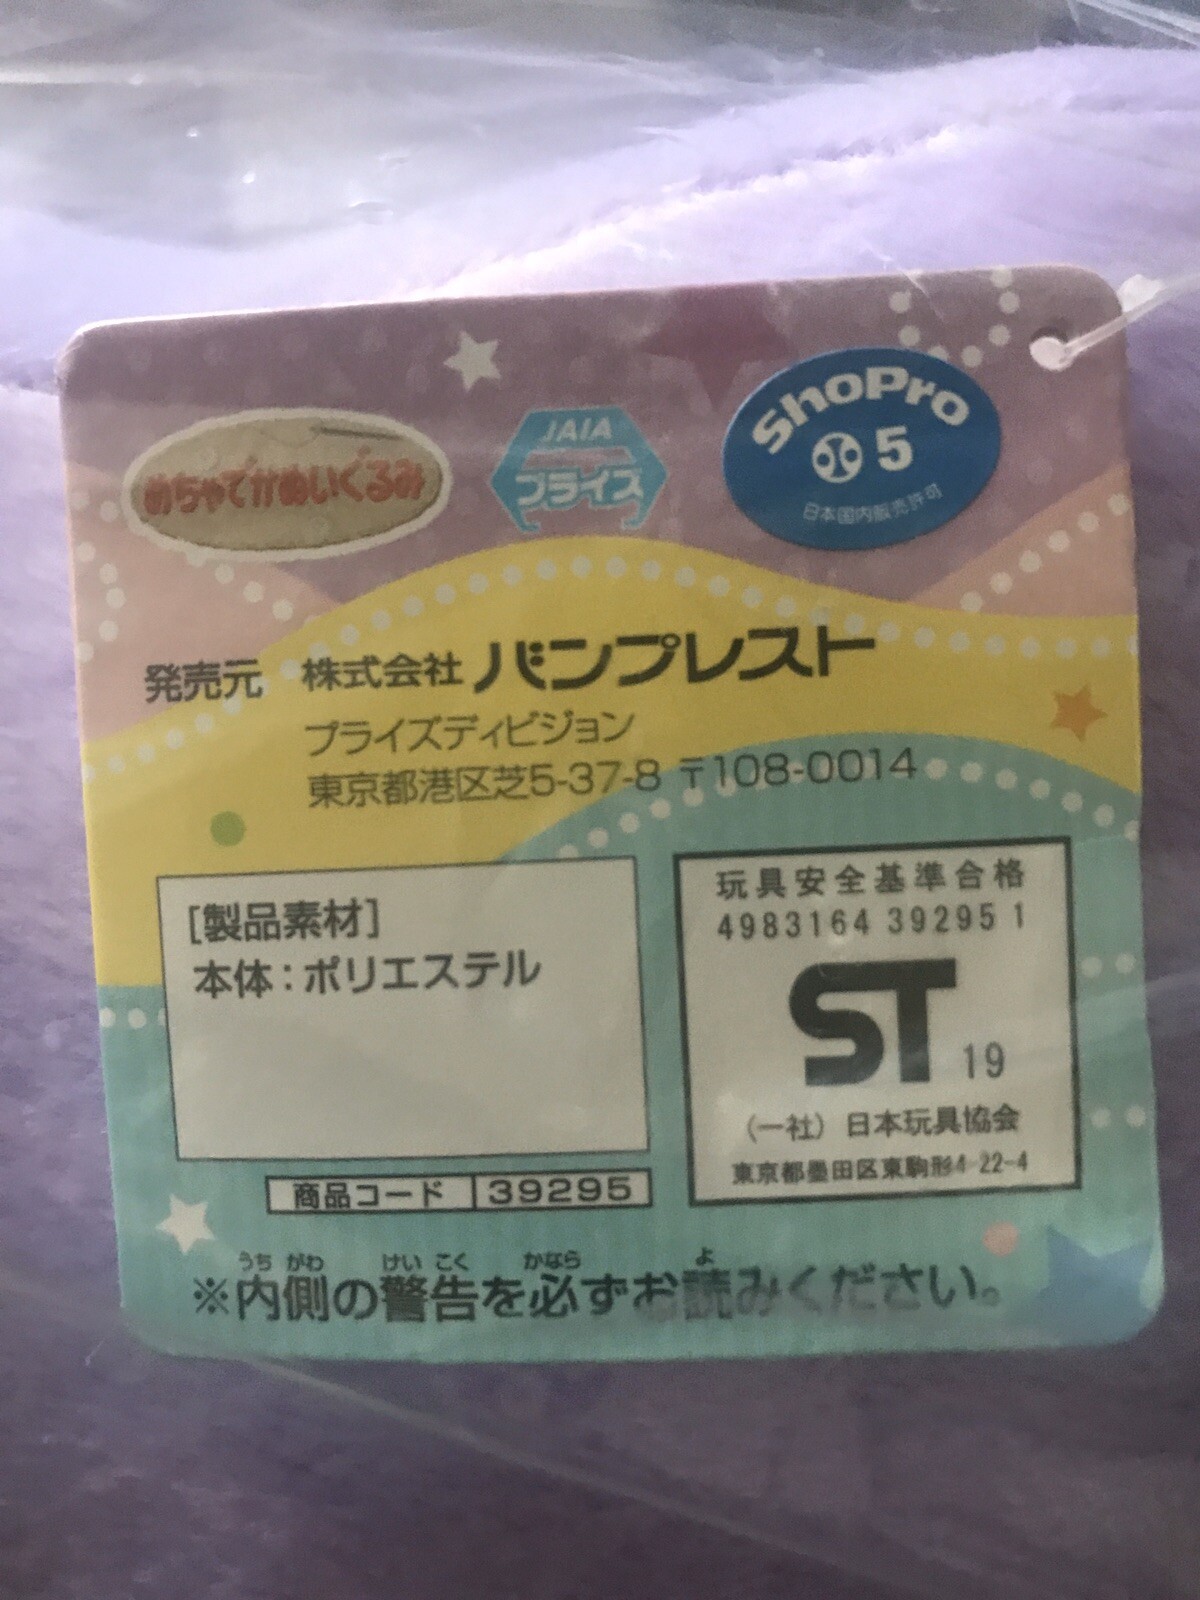 めちゃでかぬいぐるみ
JAIA
プライズ
ShoPro
5
日本国内販売許可
発売元 株式会社 バンプレスト
プライズディビジョン
東京都港区芝5-37-8 〒108-0014
[製品素材]
本体:ポリエステル
玩具安全基準合格
4983164 39295 1
ST 19
(一社) 日本玩具協会
東京都墨田区東駒形4-22-4
商品コード 39295
うち がわ けい こく かなら よ
※内側の警告を必ずお読みください。